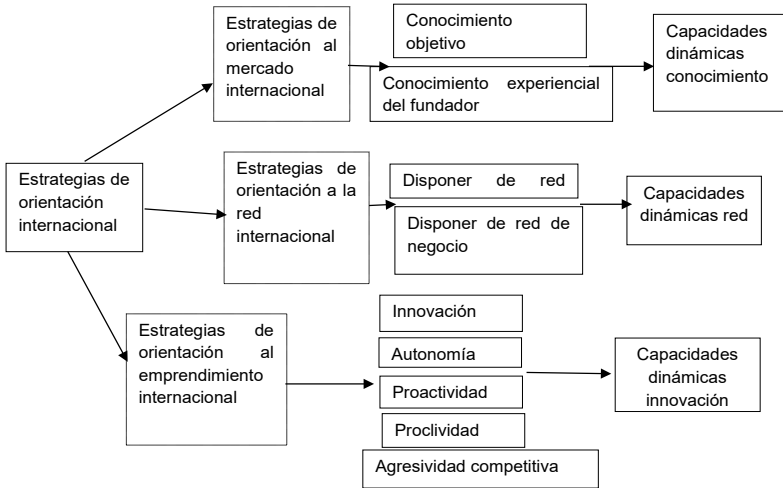 Estrategias de
orientación al
mercado
internacional
Conocimiento
objetivo
Conocimiento experiencial
del fundador
Capacidades
dinámicas
conocimiento
Estrategias de
orientación
internacional
Estrategias de
orientación a la
red
internacional
Disponer de red
Disponer de red de
negocio
Capacidades
dinámicas red
Estrategias de
orientación al
emprendimiento
internacional
Innovación
Autonomía
Proactividad
Proclividad
Agresividad competitiva
Capacidades
dinámicas
innovación